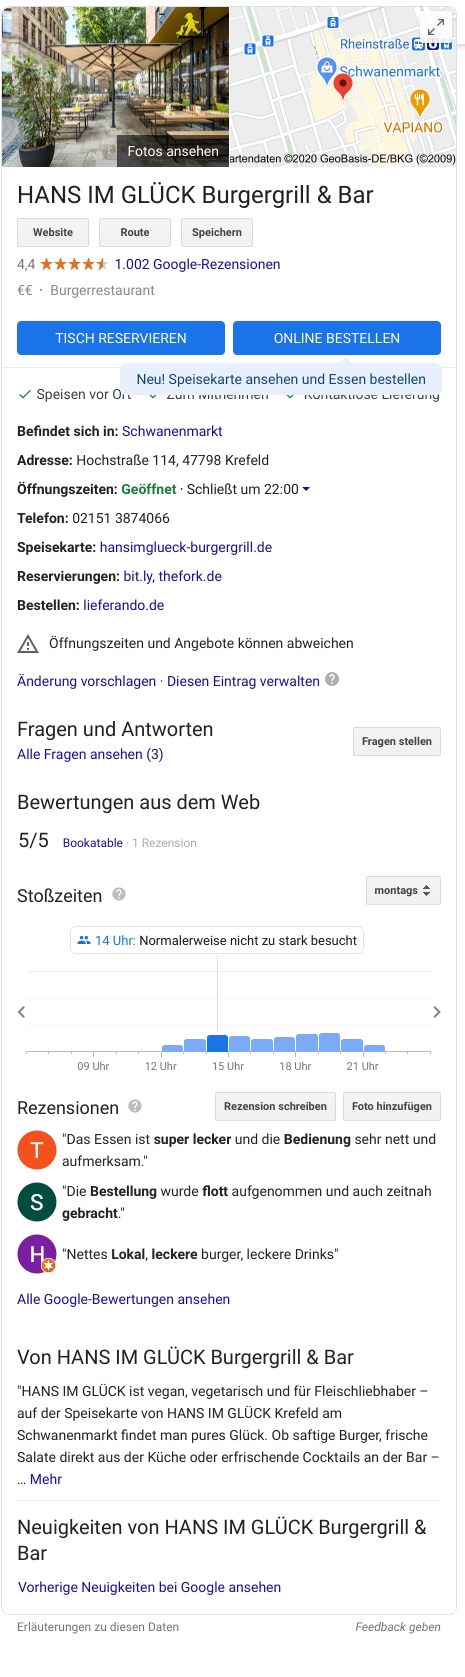 Rheinstraße
Schwanenmarkt
VAPIANO
Fotos ansehen
artendaten ©2020 GeoBasis-DE/BKG (©2009)
HANS IM GLÜCK Burgergrill & Bar
Website Route Speichern
4,4 1.002 Google-Rezensionen
€€ · Burgerrestaurant
TISCH RESERVIEREN ONLINE BESTELLEN
Neu! Speisekarte ansehen und Essen bestellen
Speisen vor Ort Zum Mitnehmen Kontaktlose Lieferung
Befindet sich in: Schwanenmarkt
Adresse: Hochstraße 114, 47798 Krefeld
Öffnungszeiten: Geöffnet · Schließt um 22:00
Telefon: 02151 3874066
Speisekarte: hansimglueck-burgergrill.de
Reservierungen: bit.ly, thefork.de
Bestellen: lieferando.de
Öffnungszeiten und Angebote können abweichen
Änderung vorschlagen · Diesen Eintrag verwalten ?
Fragen und Antworten
Alle Fragen ansehen (3)
Fragen stellen
Bewertungen aus dem Web
5/5 Bookatable · 1 Rezension
Stoßzeiten ? montags
14 Uhr: Normalerweise nicht zu stark besucht
09 Uhr 12 Uhr 15 Uhr 18 Uhr 21 Uhr
Rezensionen ? Rezension schreiben Foto hinzufügen
T
"Das Essen ist super lecker und die Bedienung sehr nett und
aufmerksam."
S
"Die Bestellung wurde flott aufgenommen und auch zeitnah
gebracht."
H
"Nettes Lokal, leckere burger, leckere Drinks"
Alle Google-Bewertungen ansehen
Von HANS IM GLÜCK Burgergrill & Bar
"HANS IM GLÜCK ist vegan, vegetarisch und für Fleischliebhaber –
auf der Speisekarte von HANS IM GLÜCK Krefeld am
Schwanenmarkt findet man pures Glück. Ob saftige Burger, frische
Salate direkt aus der Küche oder erfrischende Cocktails an der Bar –
... Mehr
Neuigkeiten von HANS IM GLÜCK Burgergrill &
Bar
Vorherige Neuigkeiten bei Google ansehen
Erläuterungen zu diesen Daten Feedback geben